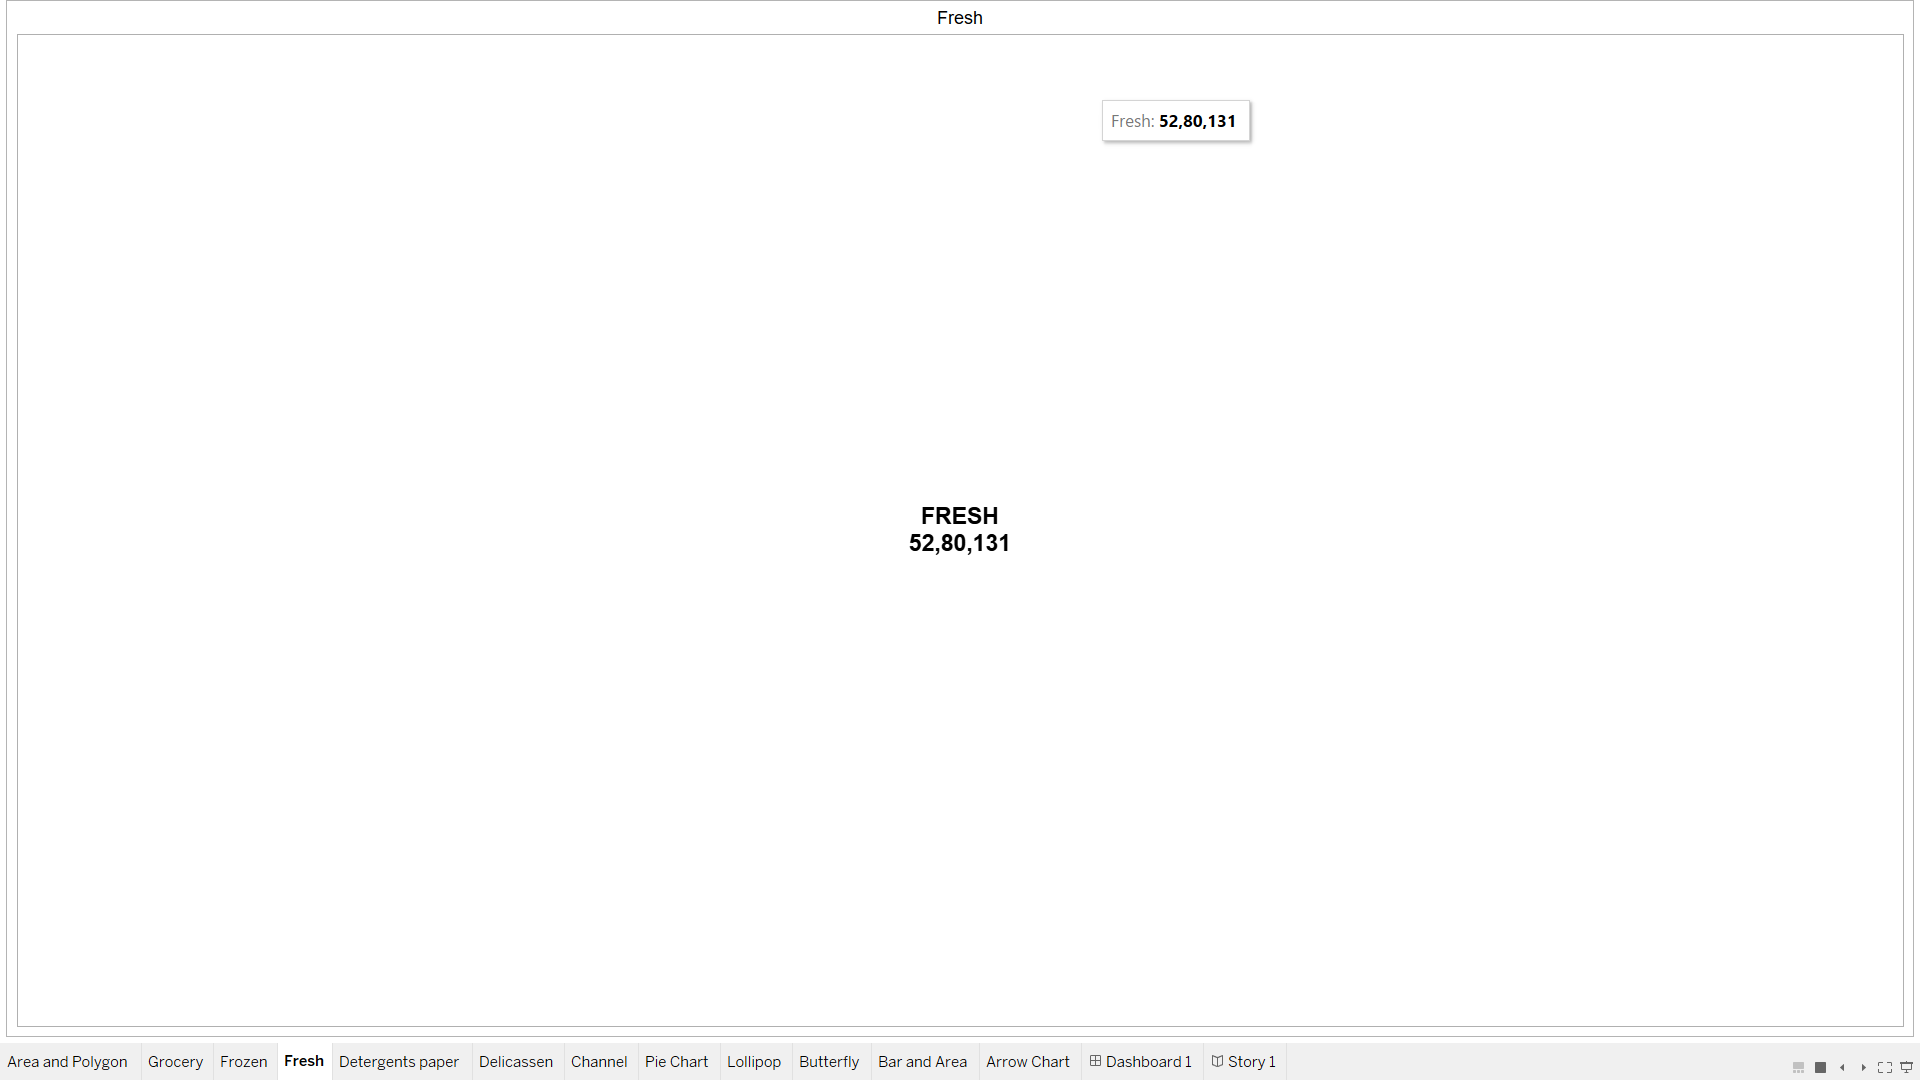 Fresh
Fresh: 52,80,131
FRESH
52,80,131
Area and Polygon Grocery Frozen Fresh Detergents paper Delicassen Channel Pie Chart Lollipop Butterfly Bar and Area Arrow Chart Dashboard 1 Story 1